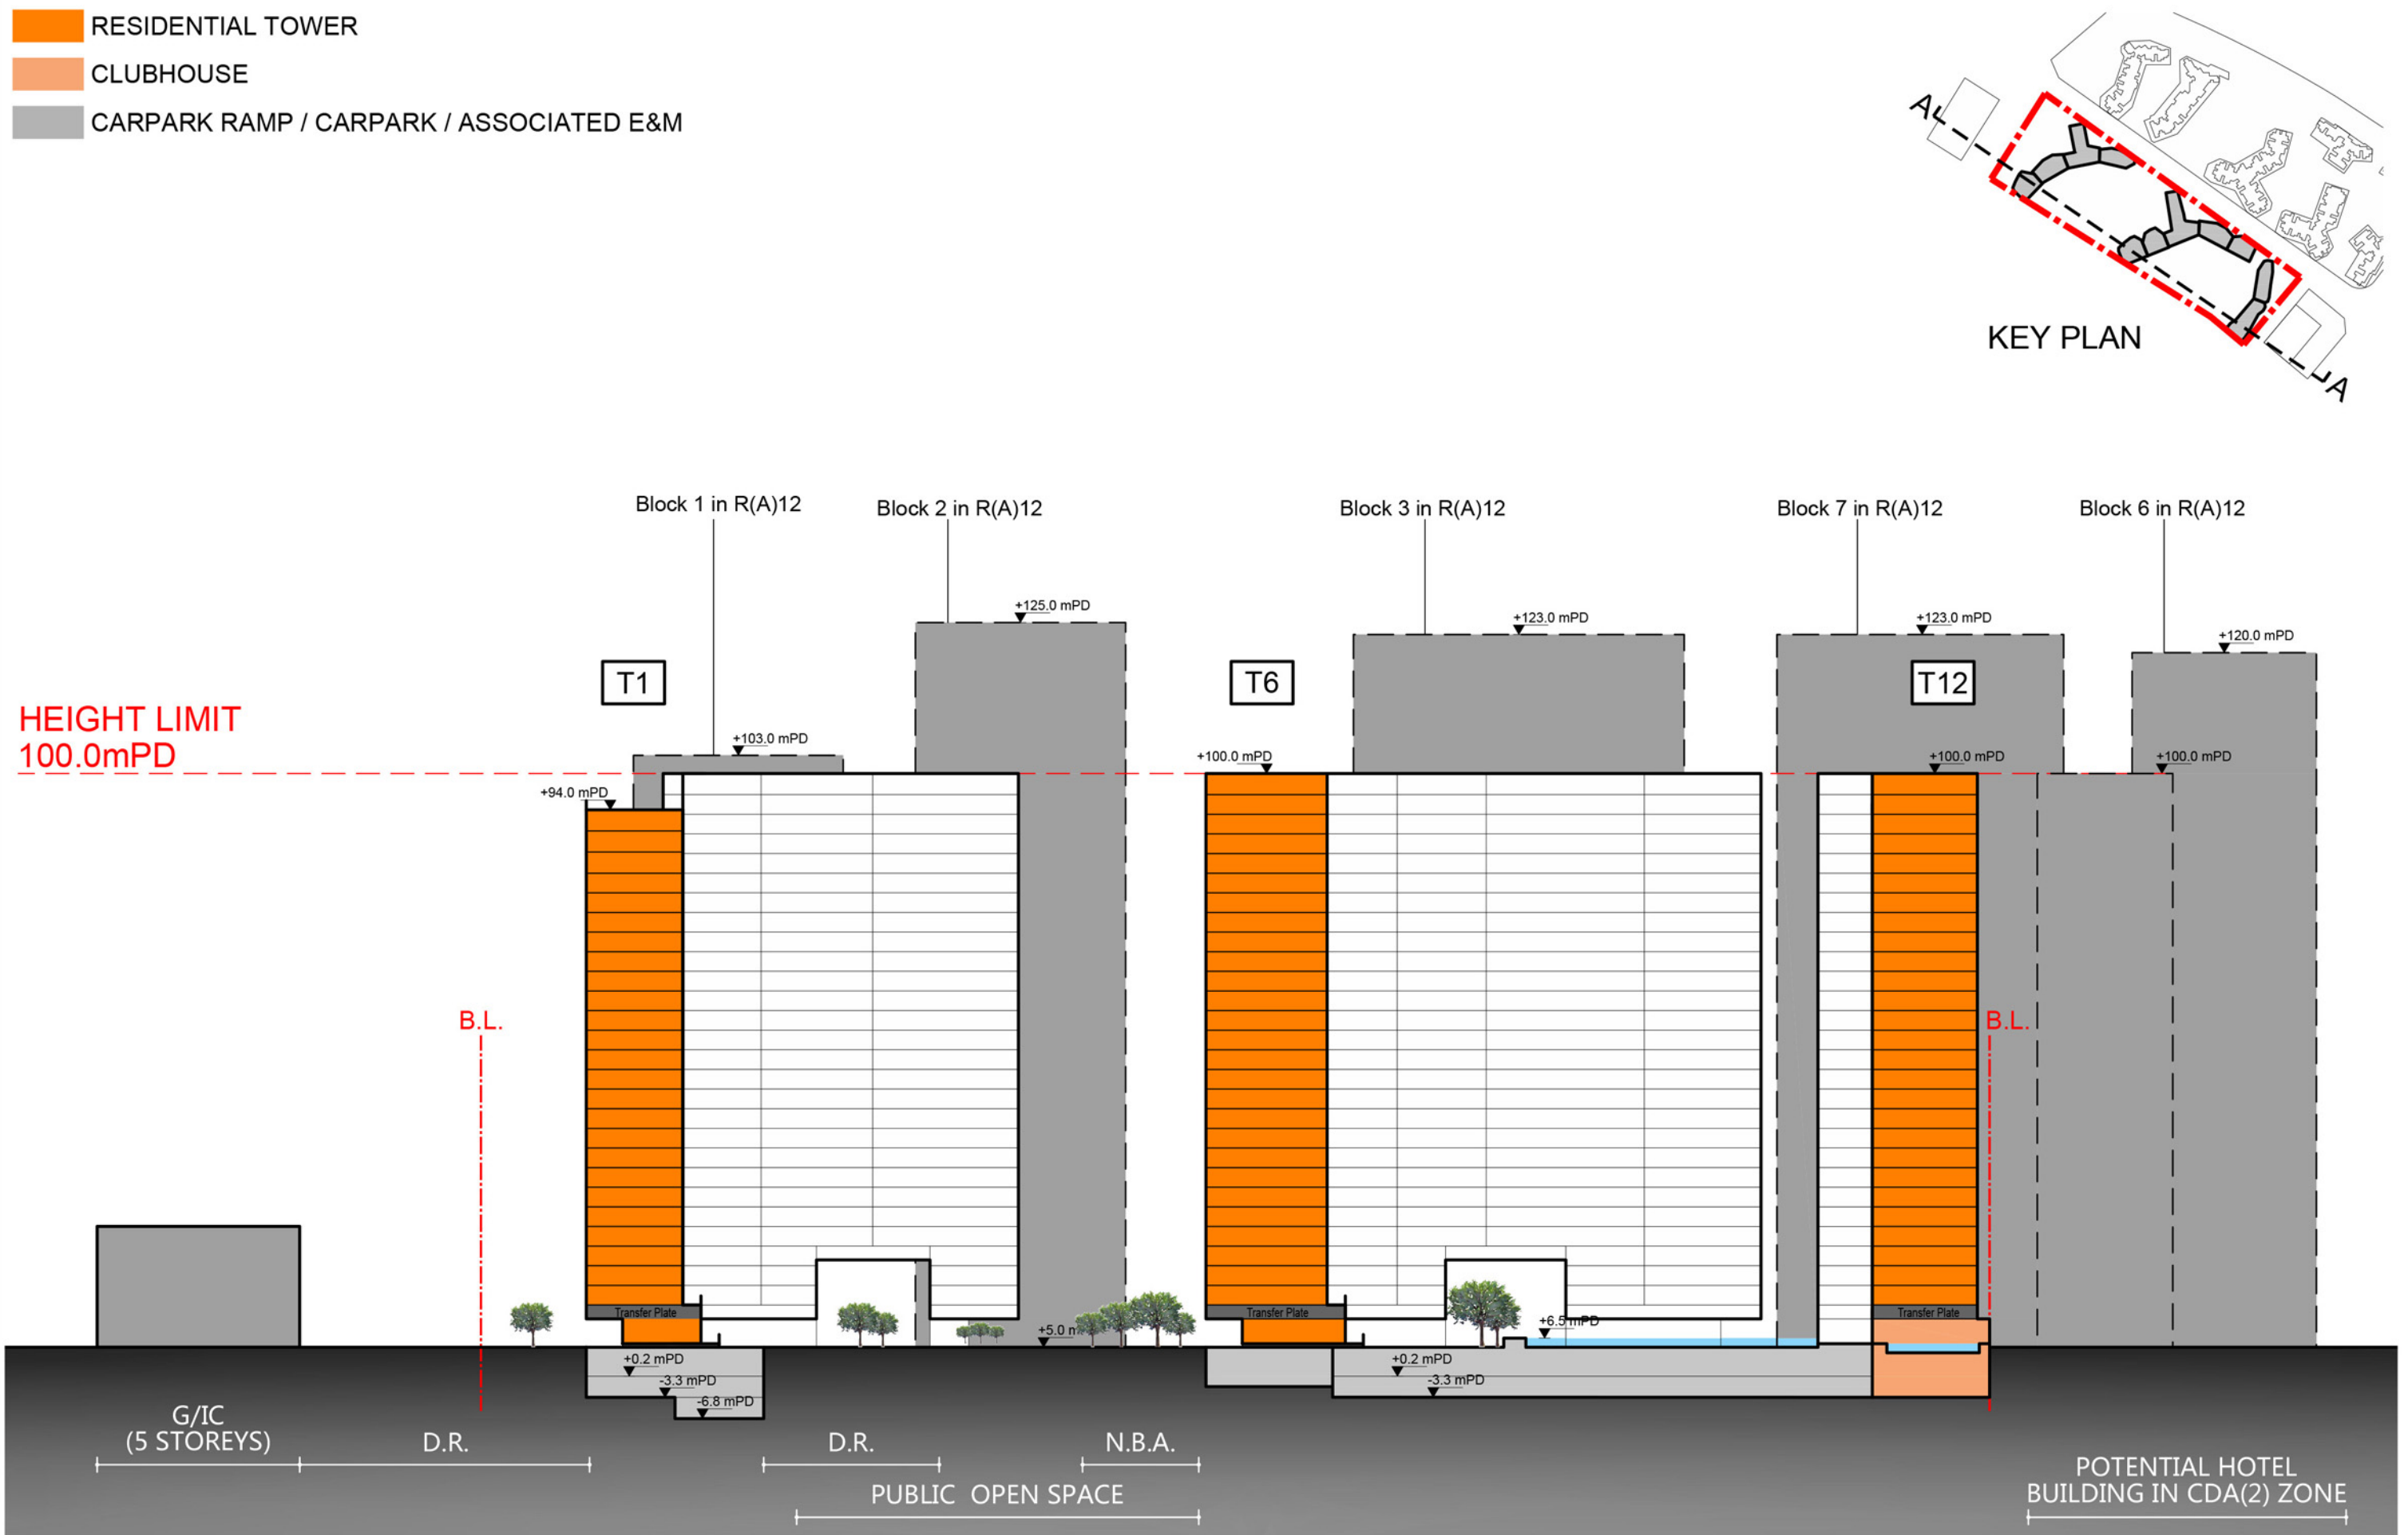 RESIDENTIAL TOWER
CLUBHOUSE
CARPARK RAMP / CARPARK / ASSOCIATED E&M
A
A
KEY PLAN
Block 1 in R(A)12
Block 2 in R(A)12
Block 3 in R(A)12
Block 7 in R(A)12
Block 6 in R(A)12
+125.0 mPD
+123.0 mPD
+123.0 mPD
+120.0 mPD
T1
T6
T12
HEIGHT LIMIT
100.0mPD
+103.0 mPD
+100.0 mPD
+100.0 mPD
+100.0 mPD
+94.0 mPD
B.L.
B.L.
Transfer Plate
Transfer Plate
Transfer Plate
+5.0 m
+6.5 mPD
+0.2 mPD
-3.3 mPD
-6.8 mPD
+0.2 mPD
-3.3 mPD
G/IC
(5 STOREYS)
D.R.
D.R.
N.B.A.
PUBLIC OPEN SPACE
POTENTIAL HOTEL
BUILDING IN CDA(2) ZONE